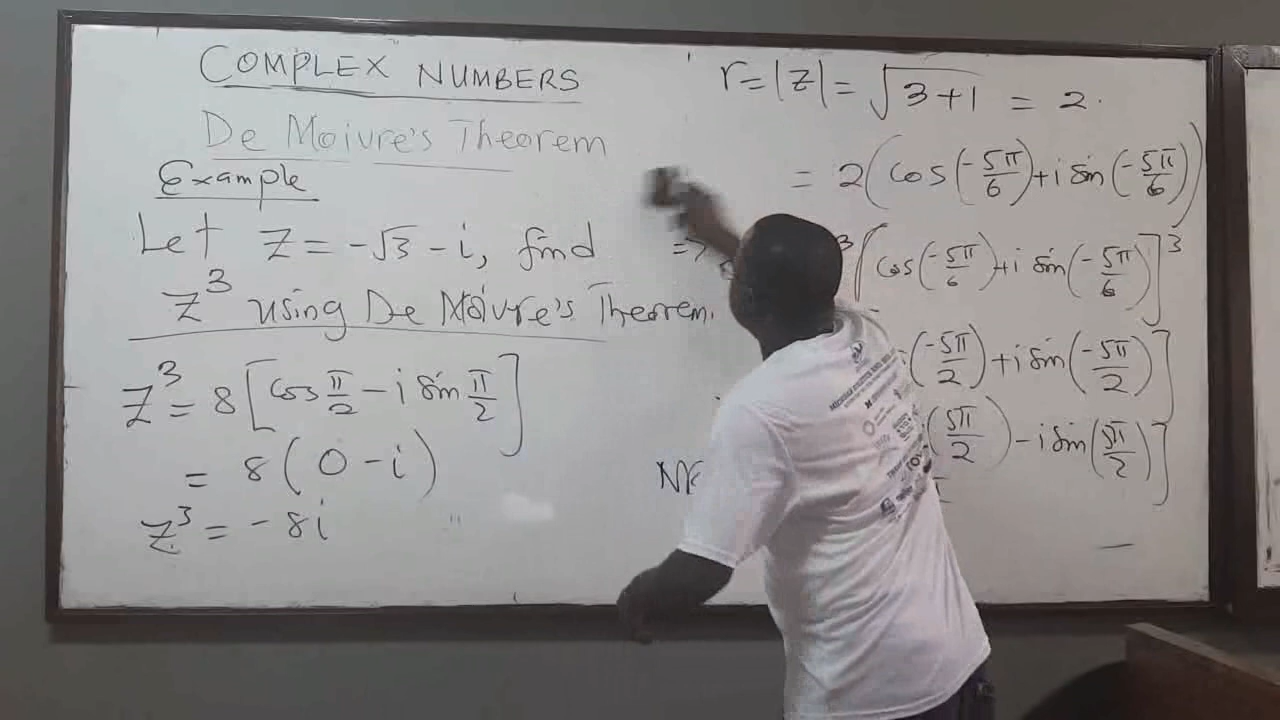 COMPLEX NUMBERS
De Moivre's Theorem
Example
Let z = -√3 - i, find
z³ using De Moivre's Theorem.
z³ = 8[cos π/2 - i sin π/2]
= 8(0 - i)
z³ = -8i
r = |z| = √(3+1) = 2.
= 2(cos(-5π/6) + i sin(-5π/6))
=> ³[cos(-5π/6) + i sin(-5π/6)]³
(-5π/2) + i sin(-5π/2)]
(5π/2) - i sin(5π/2)]